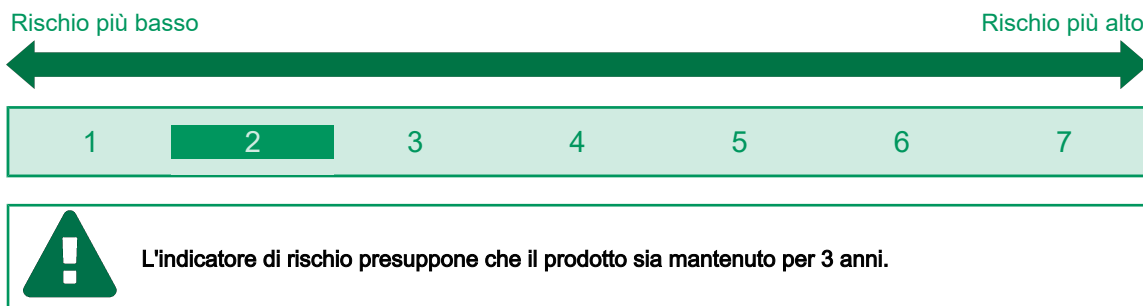 Rischio più basso Rischio più alto
1 2 3 4 5 6 7
L'indicatore di rischio presuppone che il prodotto sia mantenuto per 3 anni.